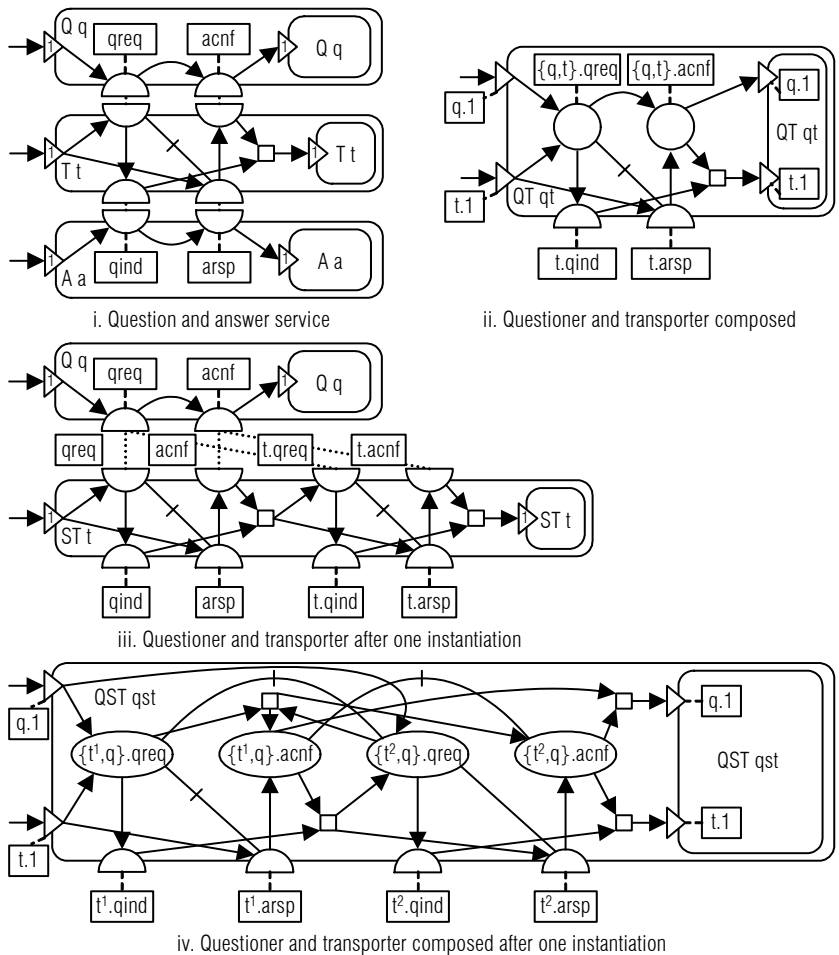 Q q
qreq
acnf
1
1
Q q
1
T t
1
T t
1
A a
qind
arsp
1
A a
i. Question and answer service
{q,t}.qreq
{q,t}.acnf
q.1
q.1
QT qt
t.1
QT qt
t.1
t.qind
t.arsp
ii. Questioner and transporter composed
Q q
qreq
acnf
1
1
Q q
qreq
acnf
t.qreq
t.acnf
1
ST t
1
ST t
qind
arsp
t.qind
t.arsp
iii. Questioner and transporter after one instantiation
QST qst
q.1
q.1
{t¹,q}.qreq
{t¹,q}.acnf
{t²,q}.qreq
{t²,q}.acnf
QST qst
t.1
t.1
t¹.qind
t¹.arsp
t².qind
t².arsp
iv. Questioner and transporter composed after one instantiation